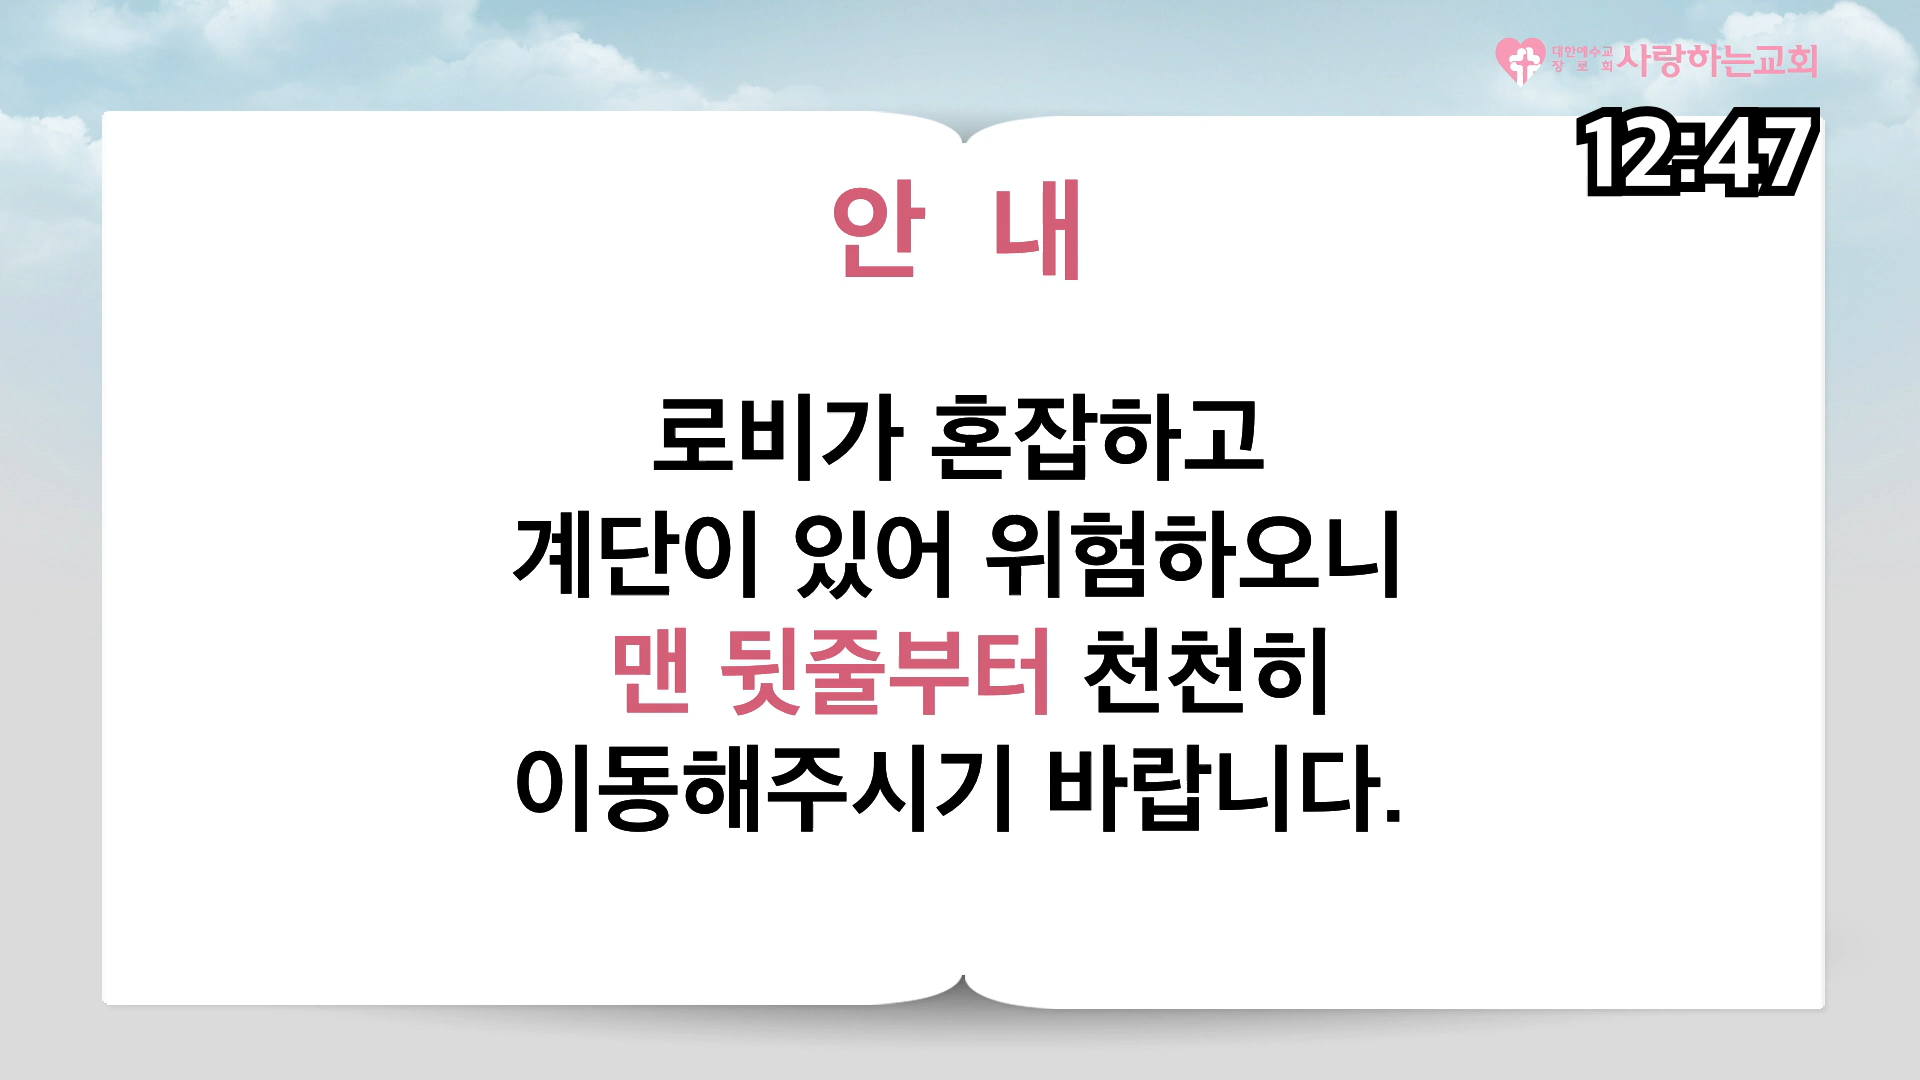 대한예수교
장로회
사랑하는교회
12:47
안 내
로비가 혼잡하고
계단이 있어 위험하오니
맨 뒷줄부터 천천히
이동해주시기 바랍니다.